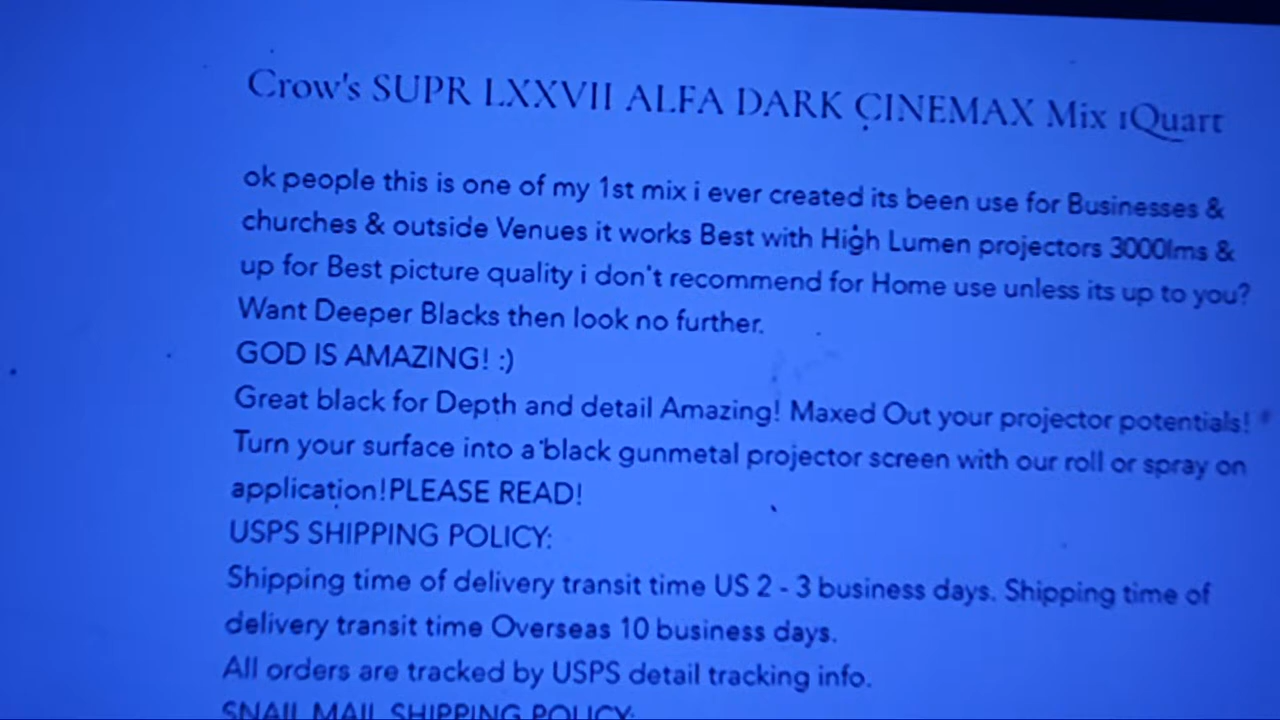 Crow's SUPR LXXVII ALFA DARK CINEMAX Mix 1Quart
ok people this is one of my 1st mix i ever created its been use for Businesses &
churches & outside Venues it works Best with High Lumen projectors 3000lms &
up for Best picture quality i don't recommend for Home use unless its up to you?
Want Deeper Blacks then look no further.
GOD IS AMAZING! :)
Great black for Depth and detail Amazing! Maxed Out your projector potentials!
Turn your surface into a black gunmetal projector screen with our roll or spray on
application!PLEASE READ!
USPS SHIPPING POLICY:
Shipping time of delivery transit time US 2 - 3 business days. Shipping time of
delivery transit time Overseas 10 business days.
All orders are tracked by USPS detail tracking info.
SNAIL MAIL SHIPPING POLICY: